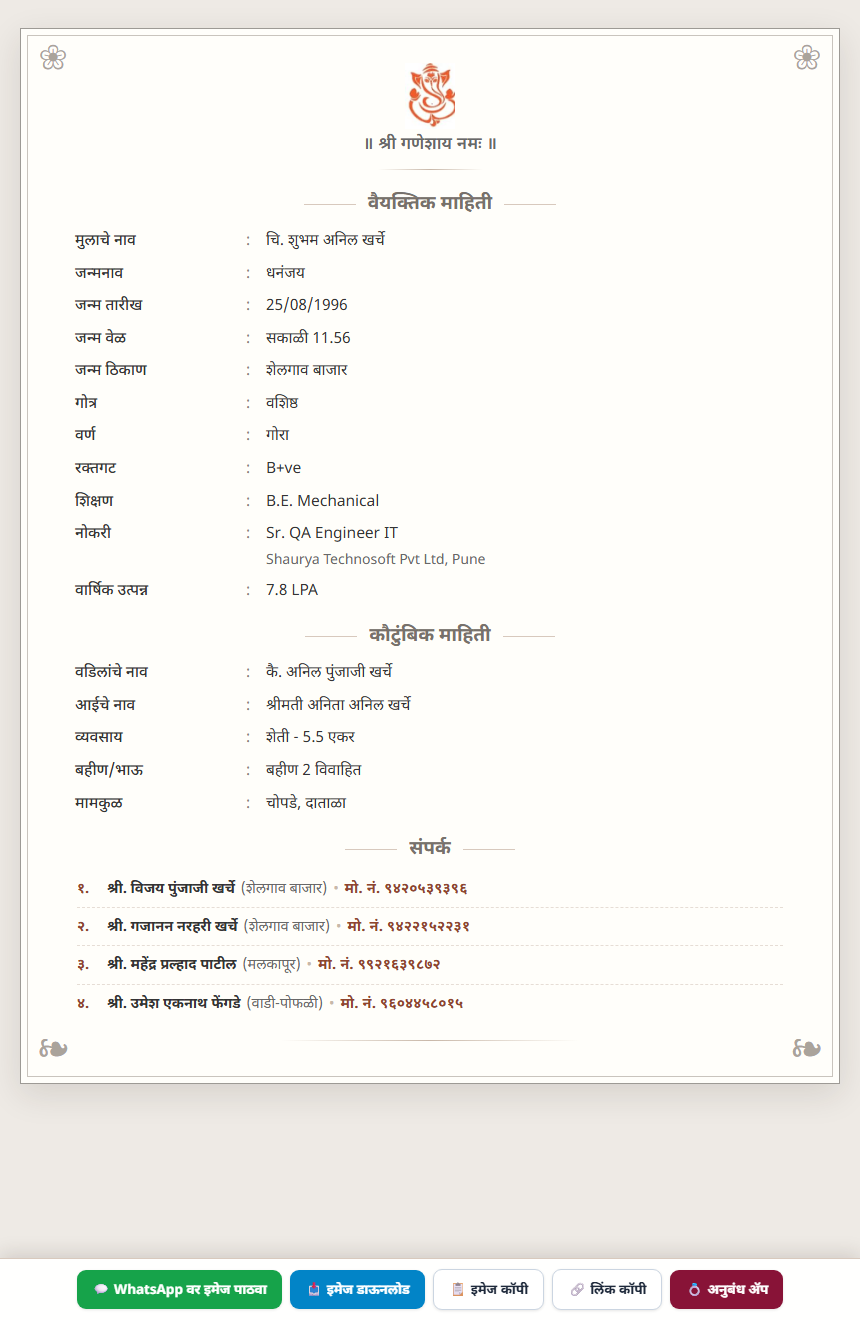 ॥ श्री गणेशाय नमः ॥
वैयक्तिक माहिती
मुलाचे नाव : चि. शुभम अनिल खर्चे
जन्मनाव : धनंजय
जन्म तारीख : 25/08/1996
जन्म वेळ : सकाळी 11.56
जन्म ठिकाण : शेलगाव बाजार
गोत्र : वशिष्ठ
वर्ण : गोरा
रक्तगट : B+ve
शिक्षण : B.E. Mechanical
नोकरी : Sr. QA Engineer IT
Shaurya Technosoft Pvt Ltd, Pune
वार्षिक उत्पन्न : 7.8 LPA
कौटुंबिक माहिती
वडिलांचे नाव : कै. अनिल पुंजाजी खर्चे
आईचे नाव : श्रीमती अनिता अनिल खर्चे
व्यवसाय : शेती - 5.5 एकर
बहीण/भाऊ : बहीण 2 विवाहित
मामकुळ : चोपडे, दाताळा
संपर्क
१. श्री. विजय पुंजाजी खर्चे (शेलगाव बाजार) • मो. नं. ९४२०५३९३९६
२. श्री. गजानन नरहरी खर्चे (शेलगाव बाजार) • मो. नं. ९४२२१५२२३१
३. श्री. महेंद्र प्रल्हाद पाटील (मलकापूर) • मो. नं. ९९२१६३९८७२
४. श्री. उमेश एकनाथ फेंगडे (वाडी-पोफळी) • मो. नं. ९६०४४५८०१५
WhatsApp वर इमेज पाठवा इमेज डाऊनलोड इमेज कॉपी लिंक कॉपी अनुबंध ॲप